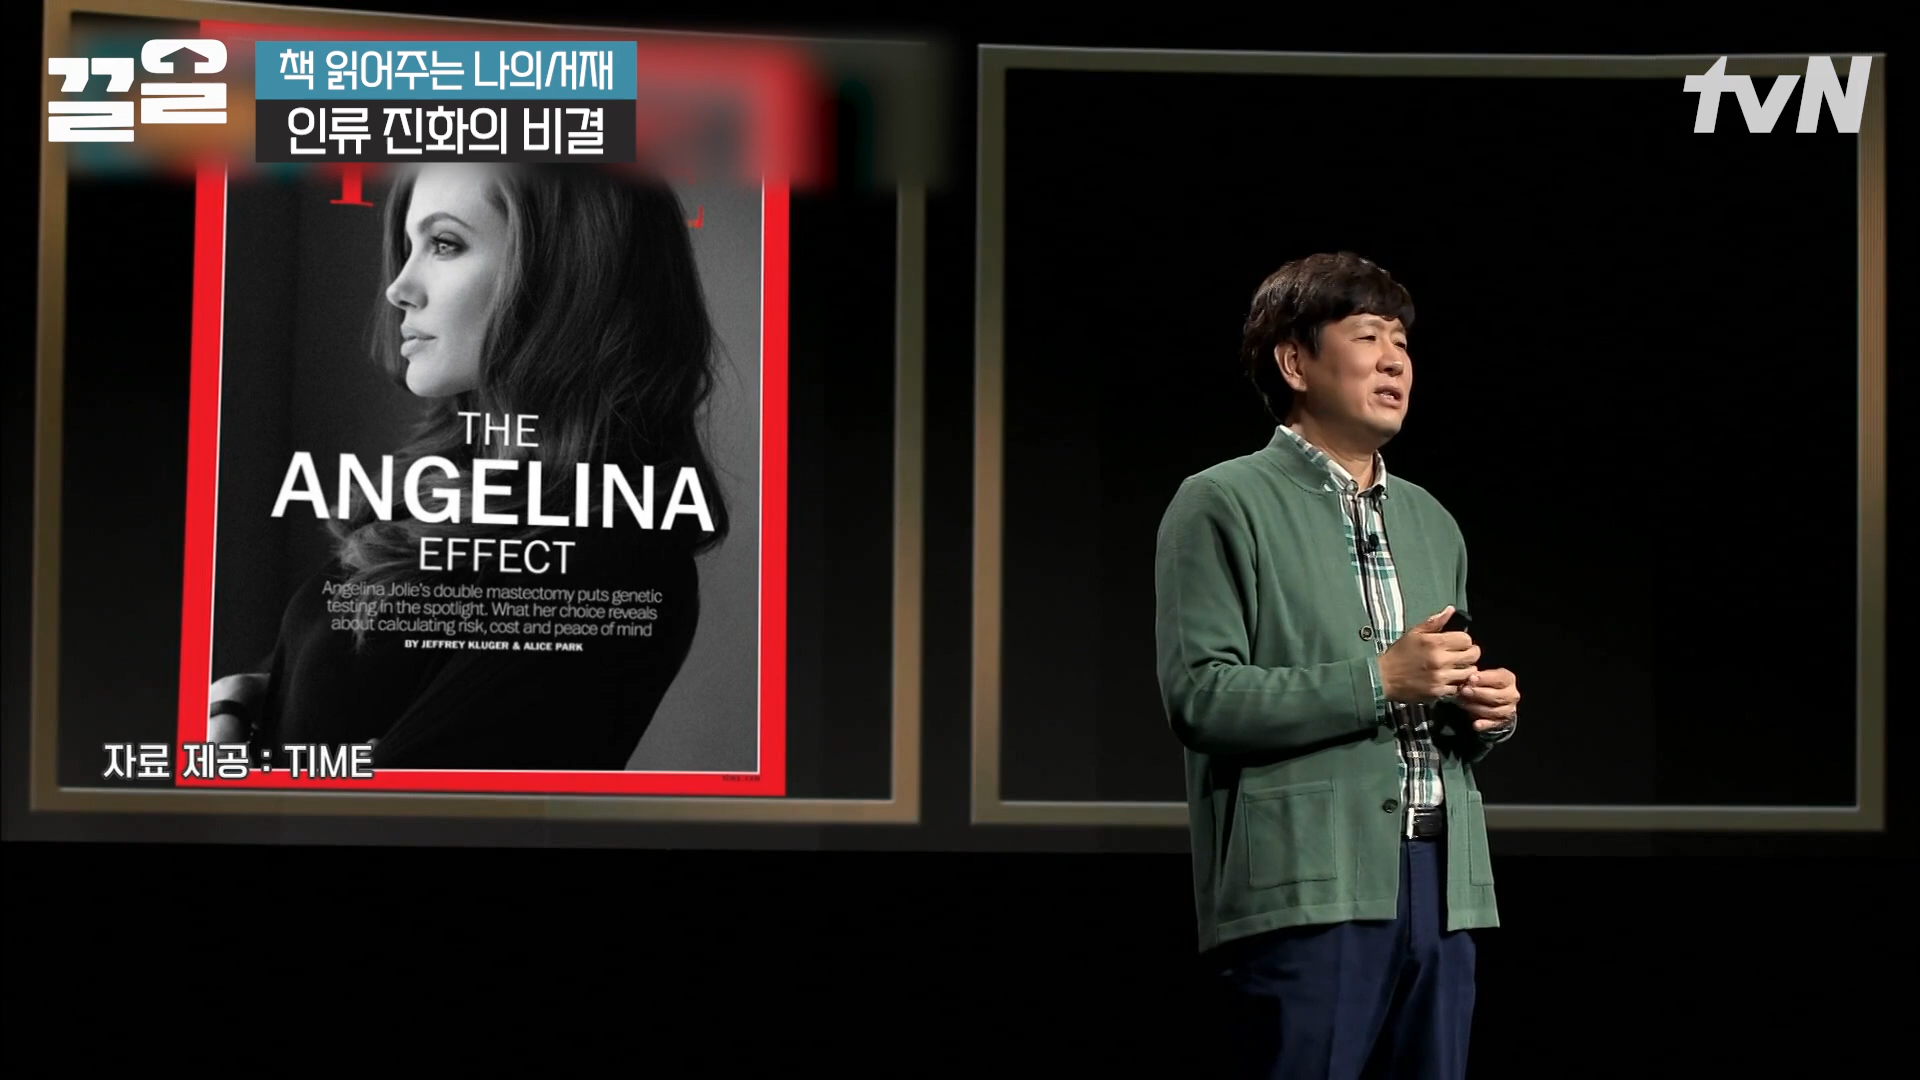 끌올
책 읽어주는 나의서재
인류 진화의 비결
tvN
THE
ANGELINA
EFFECT
Angelina Jolie's double mastectomy puts genetic
testing in the spotlight. What her choice reveals
about calculating risk, cost and peace of mind
BY JEFFREY KLUGER & ALICE PARK
자료 제공 : TIME